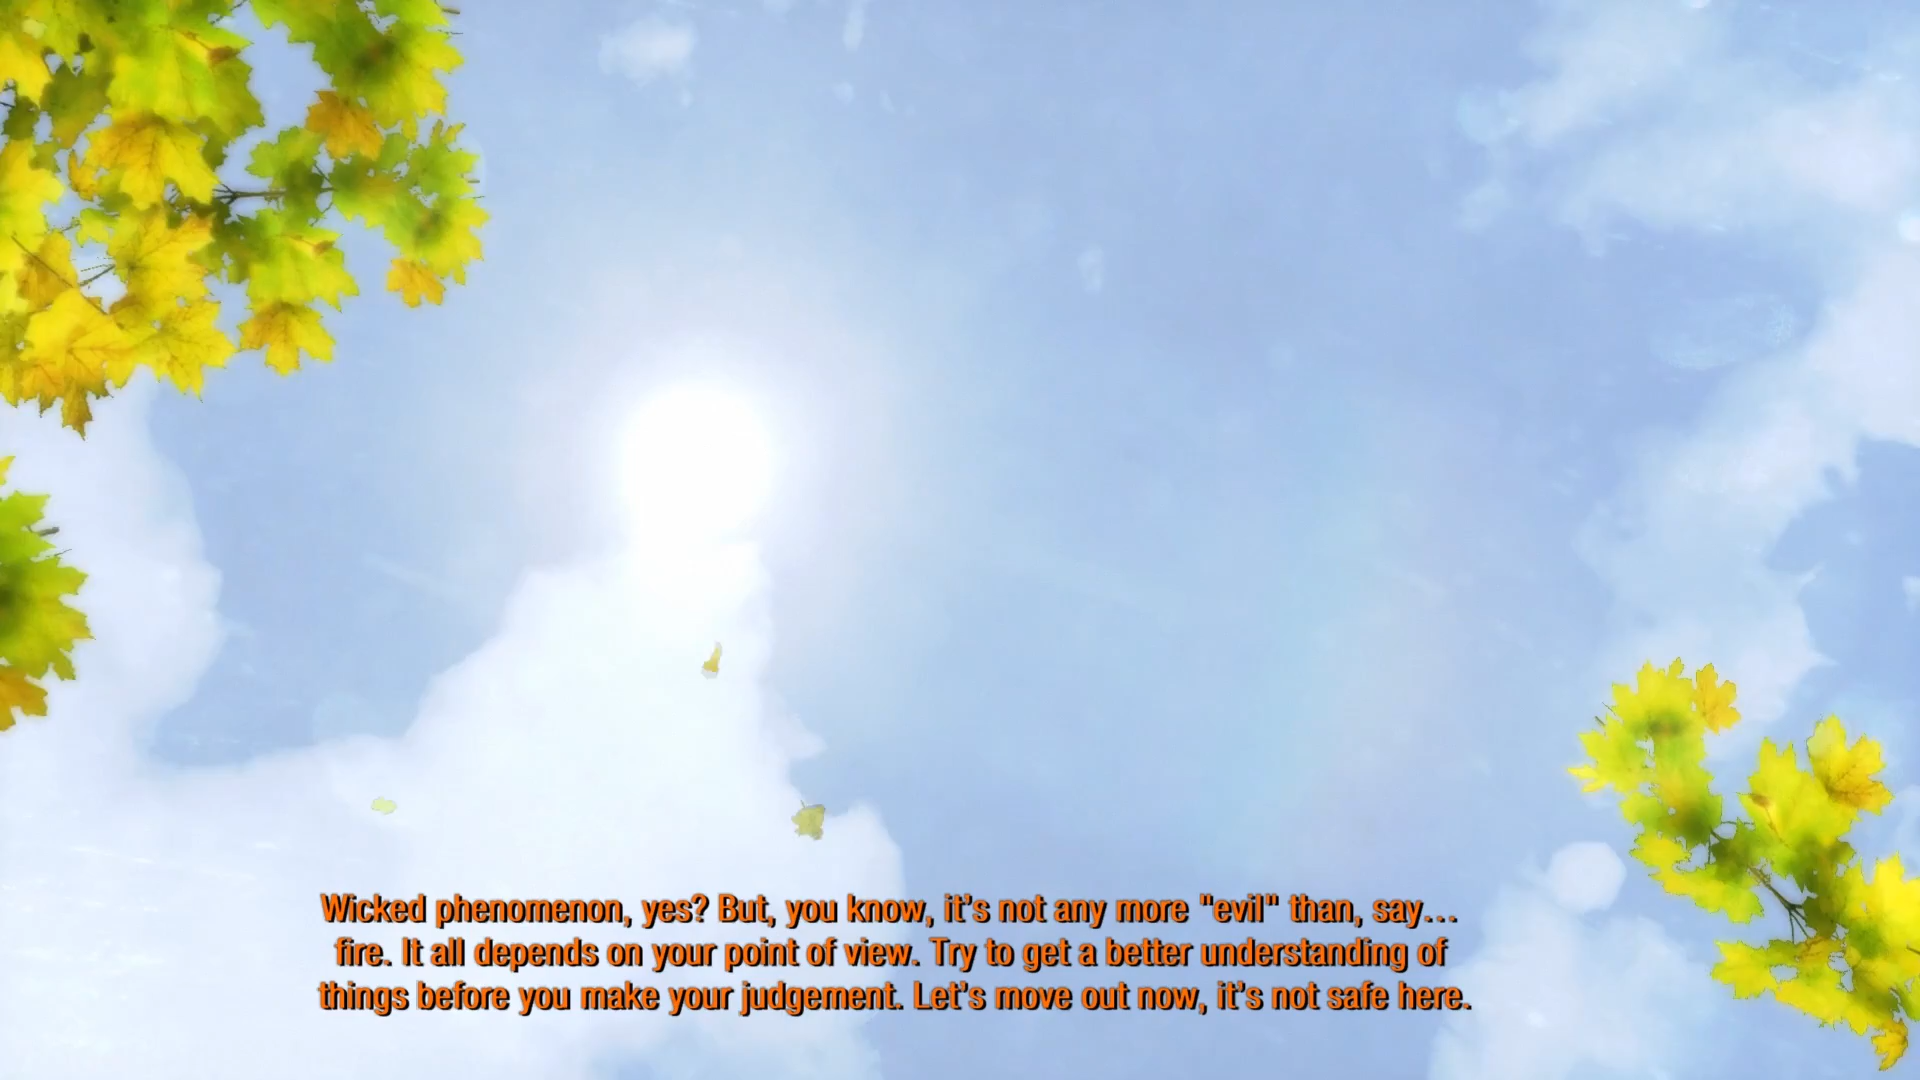 Wicked phenomenon, yes? But, you know, it's not any more "evil" than, say...
fire. It all depends on your point of view. Try to get a better understanding of
things before you make your judgement. Let's move out now, it's not safe here.